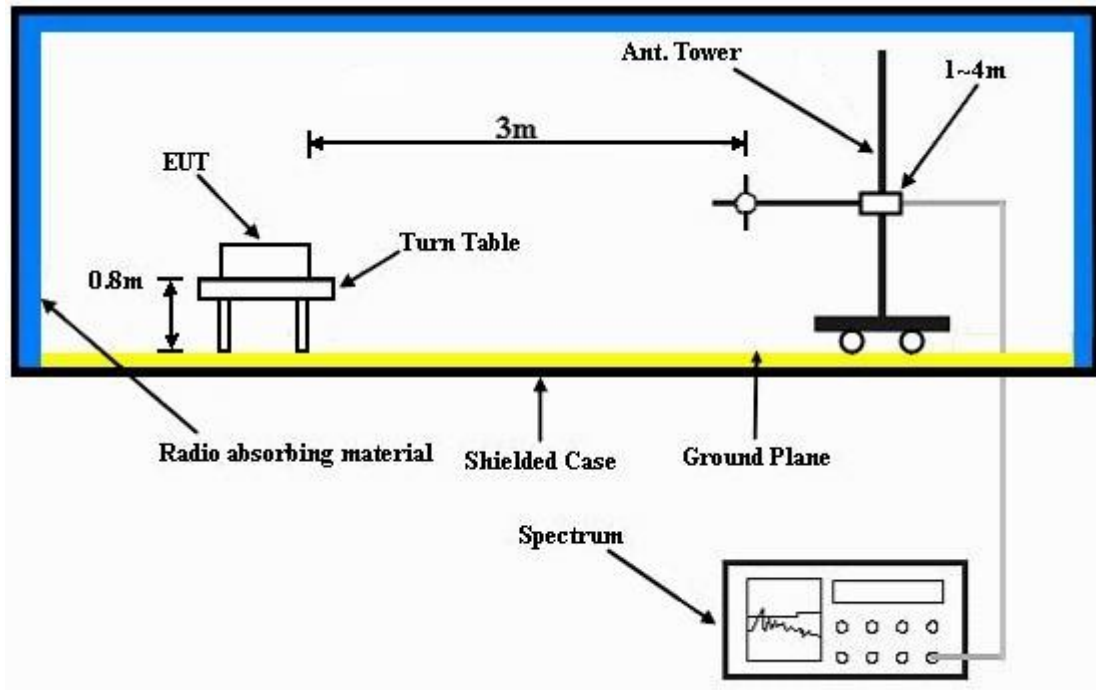 Ant. Tower
1~4m
3m
EUT
Turn Table
0.8m
Radio absorbing material
Shielded Case
Ground Plane
Spectrum